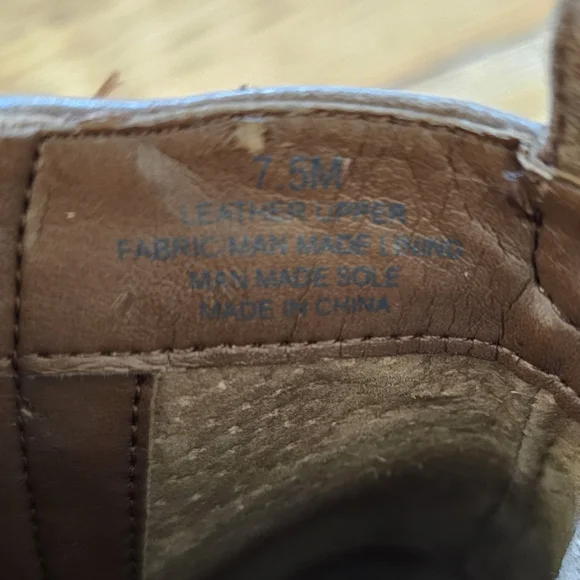 7.5M
LEATHER UPPER
FABRIC/MAN MADE LINING
MAN MADE SOLE
MADE IN CHINA